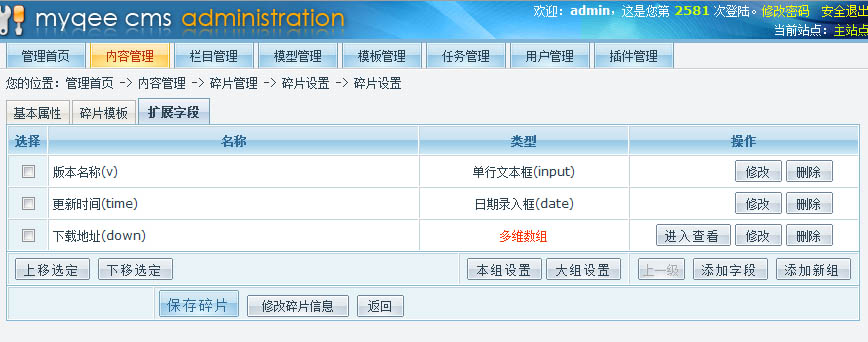 myqee cms administration
欢迎: admin, 这是您第 2581 次登陆。修改密码 安全退出
当前站点: 主站点
管理首页 内容管理 栏目管理 模型管理 模板管理 任务管理 用户管理 插件管理
您的位置: 管理首页 -> 内容管理 -> 碎片管理 -> 碎片设置 -> 碎片设置
基本属性 碎片模板 扩展字段
选择 名称 类型 操作
版本名称(v) 单行文本框(input) 修改 删除
更新时间(time) 日期录入框(date) 修改 删除
下载地址(down) 多维数组 进入查看 修改 删除
上移选定 下移选定 本组设置 大组设置 上一级 添加字段 添加新组
保存碎片 修改碎片信息 返回